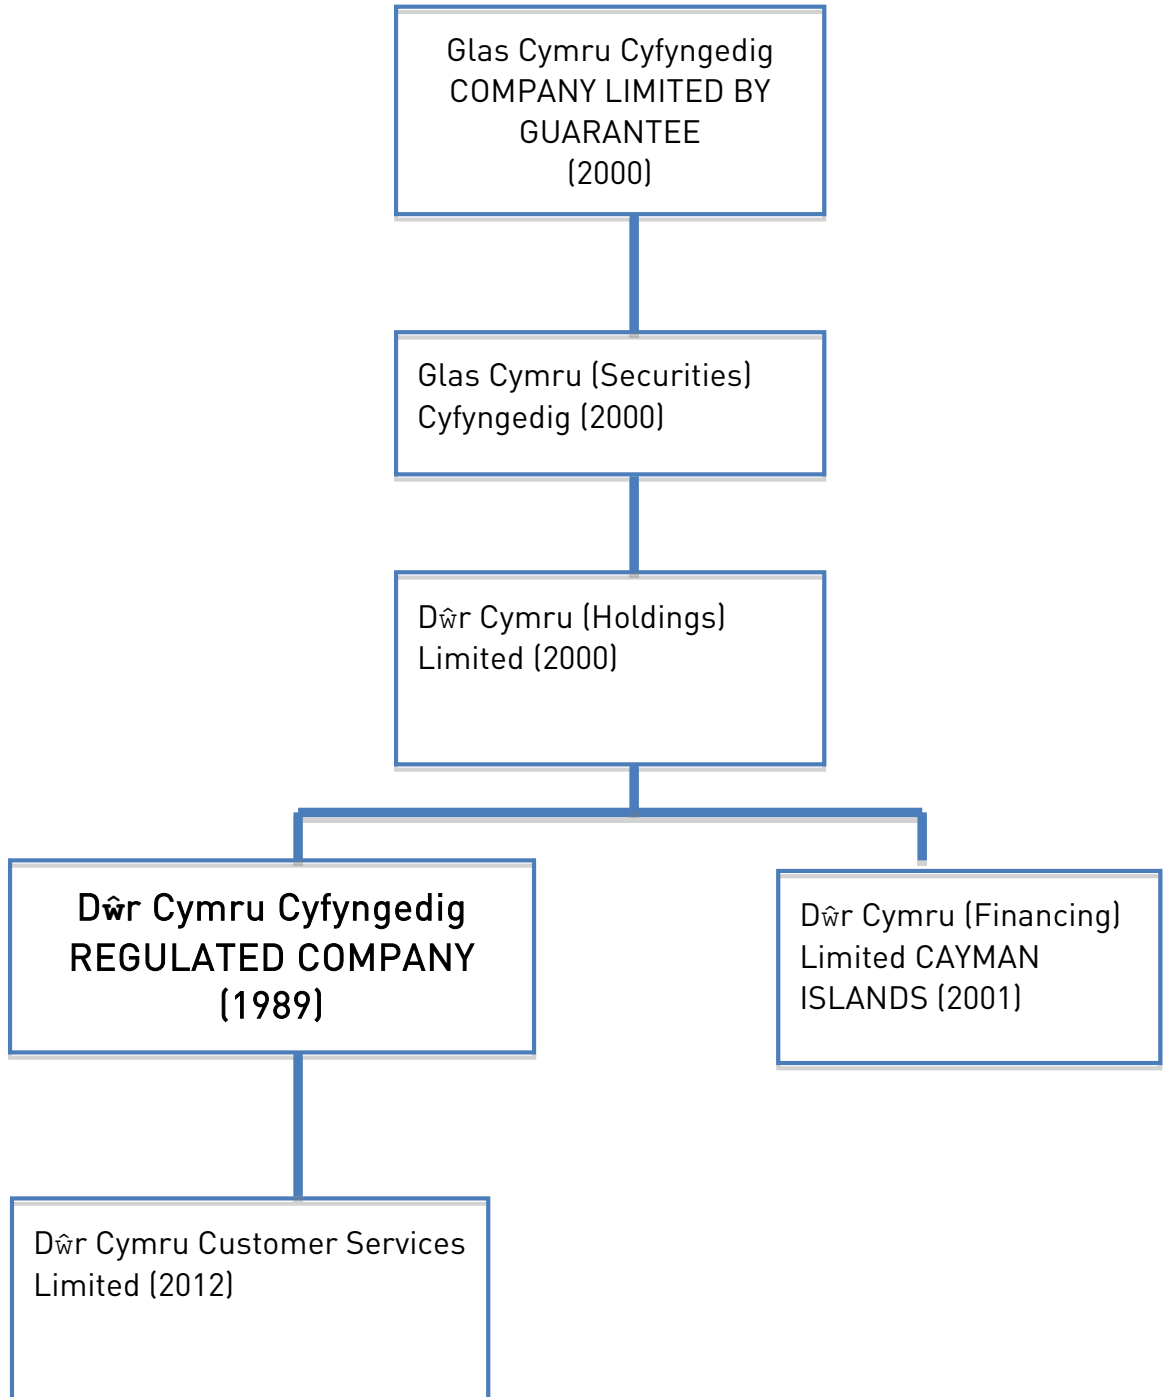 Glas Cymru Cyfyngedig
COMPANY LIMITED BY
GUARANTEE
(2000)
Glas Cymru (Securities)
Cyfyngedig (2000)
Dŵr Cymru (Holdings)
Limited (2000)
Dŵr Cymru Cyfyngedig
REGULATED COMPANY
(1989)
Dŵr Cymru (Financing)
Limited CAYMAN
ISLANDS (2001)
Dŵr Cymru Customer Services
Limited (2012)